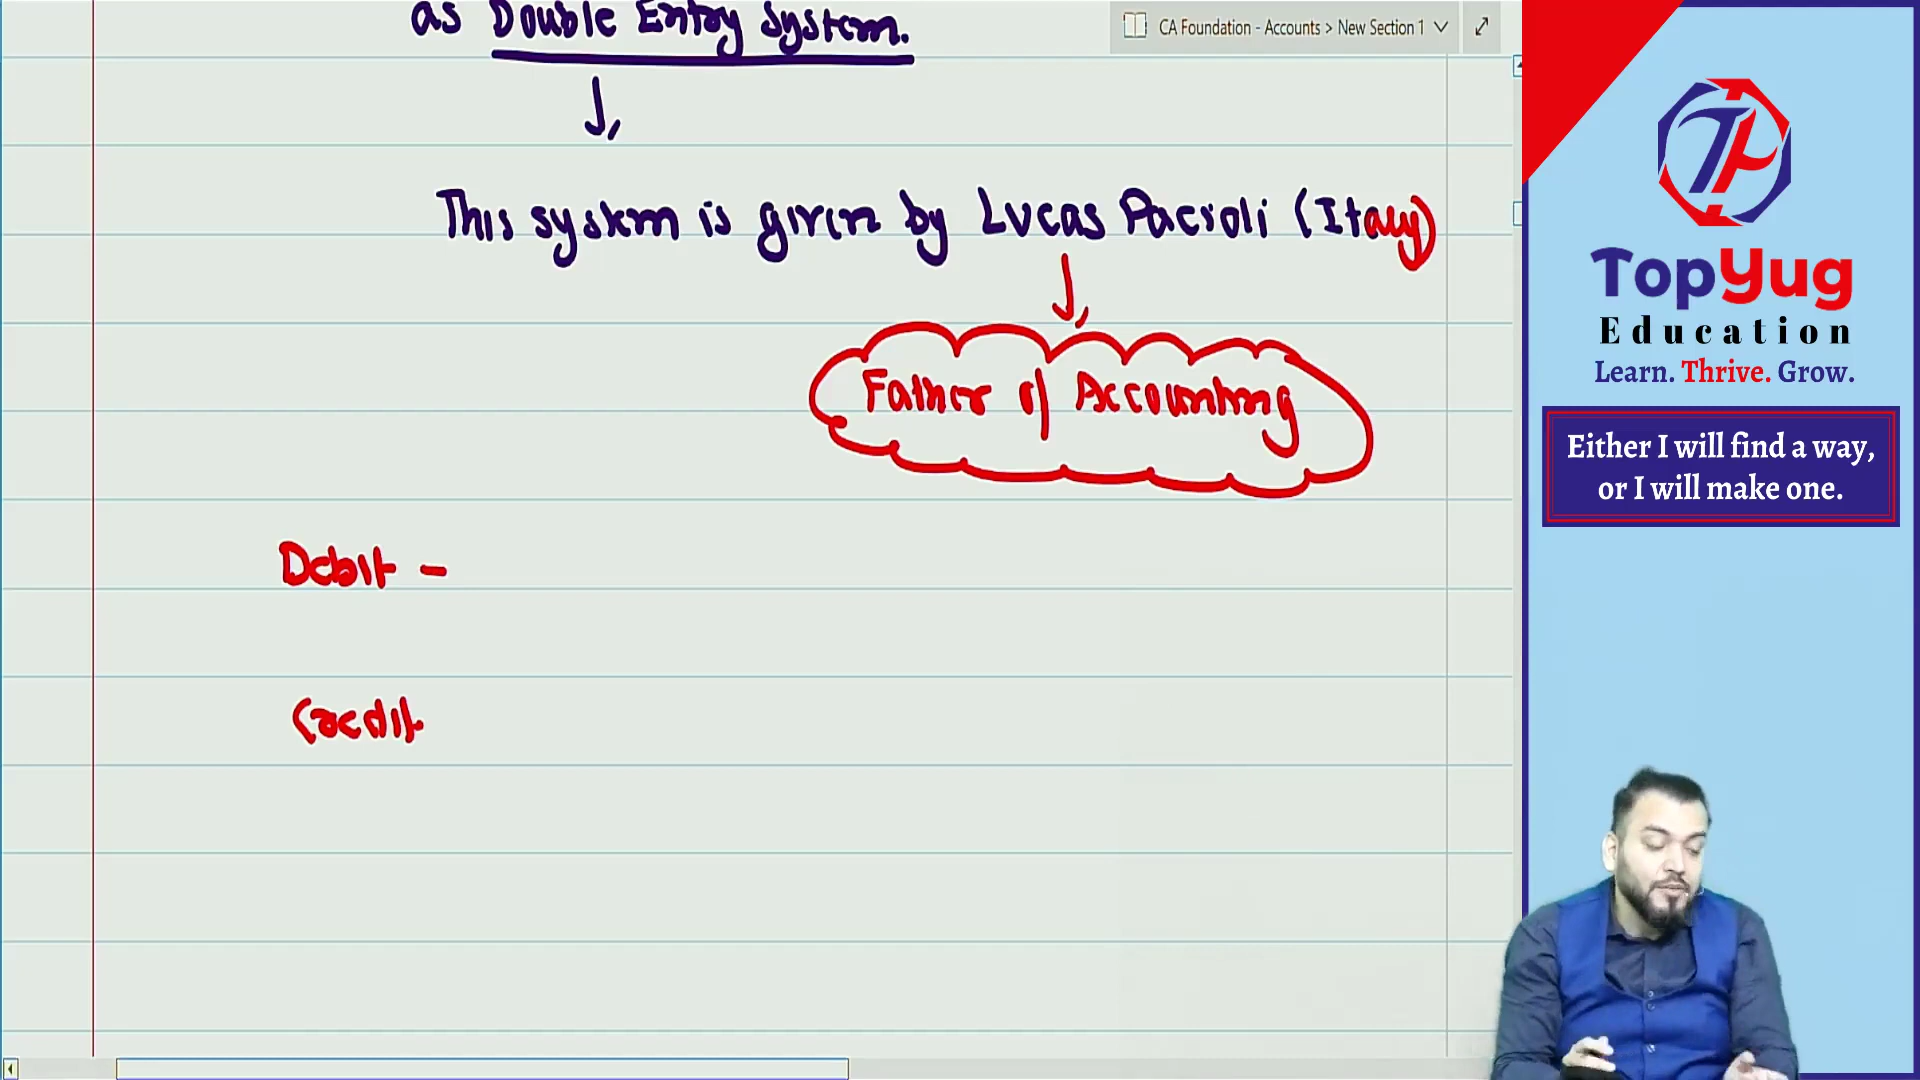 as Double Entry System.
CA Foundation - Accounts > New Section 1
This system is given by Lucas Pacioli (Italy)
Father of Accounting
Debit -
Credit
TopYug
Education
Learn. Thrive. Grow.
Either I will find a way,
or I will make one.